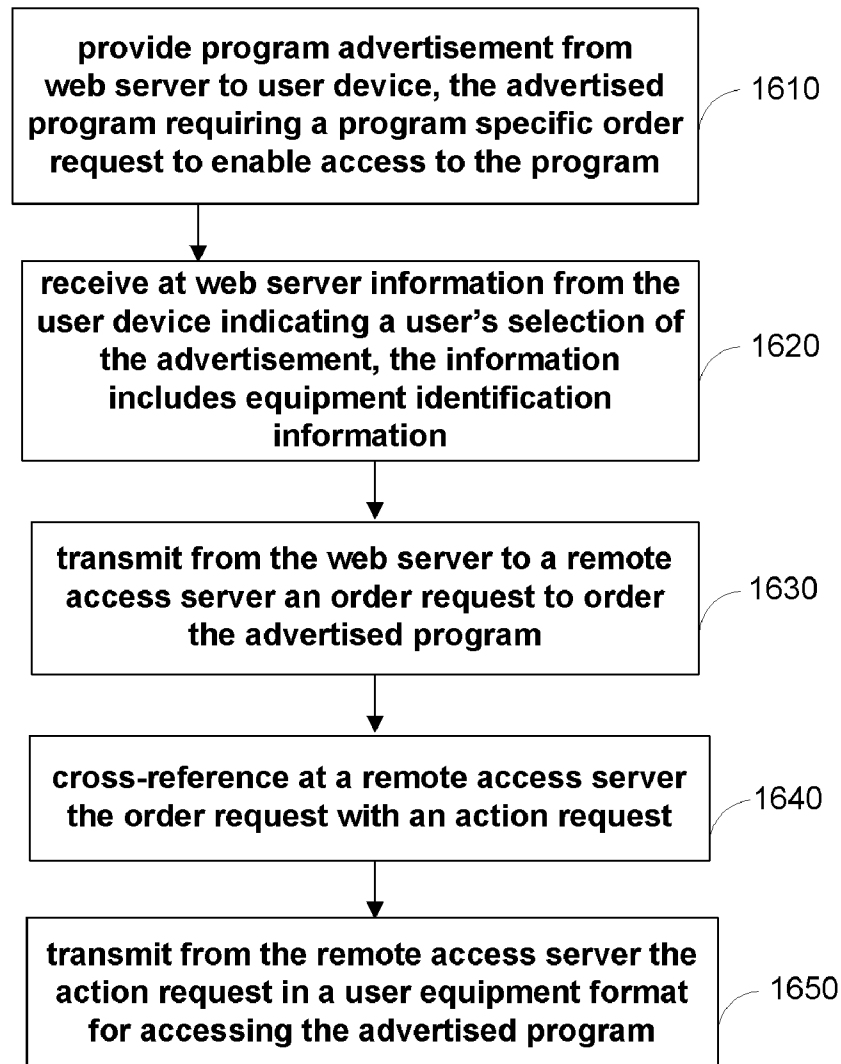 provide program advertisement from
web server to user device, the advertised
program requiring a program specific order
request to enable access to the program
1610
receive at web server information from the
user device indicating a user's selection of
the advertisement, the information
includes equipment identification
information
1620
transmit from the web server to a remote
access server an order request to order
the advertised program
1630
cross-reference at a remote access server
the order request with an action request
1640
transmit from the remote access server the
action request in a user equipment format
for accessing the advertised program
1650